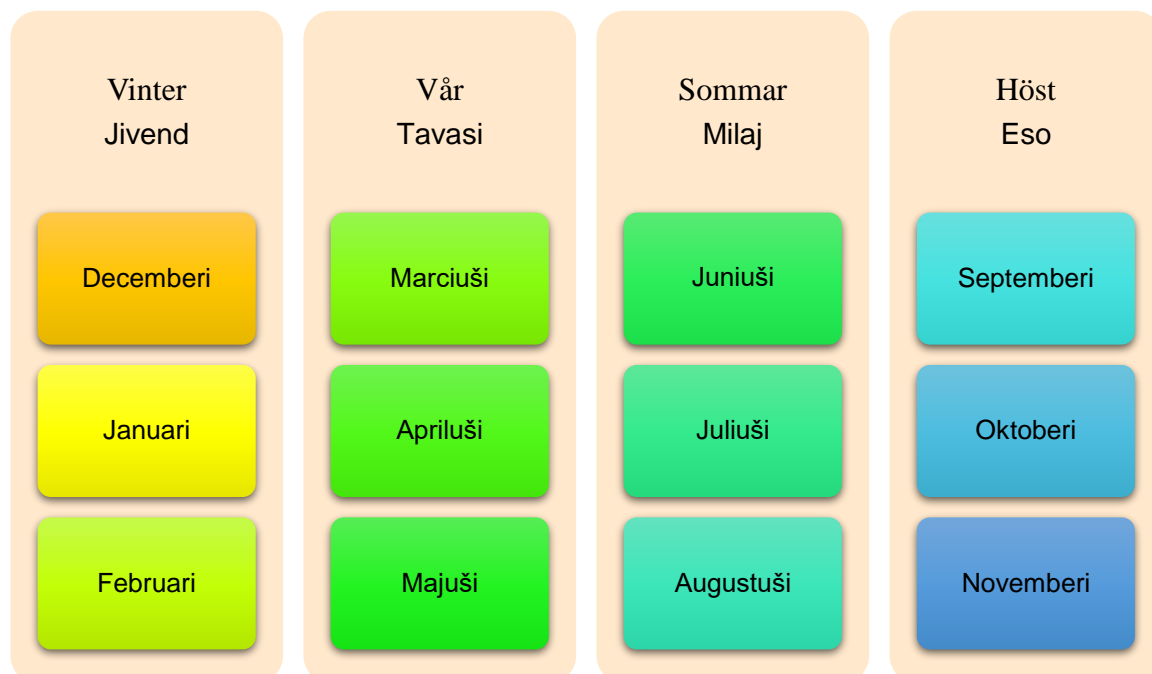 Vinter
Jivend
Decemberi
Januari
Februari
Vår
Tavasi
Marciuši
Apriluši
Majuši
Sommar
Milaj
Juniuši
Juliuši
Augustuši
Höst
Eso
Septemberi
Oktoberi
Novemberi